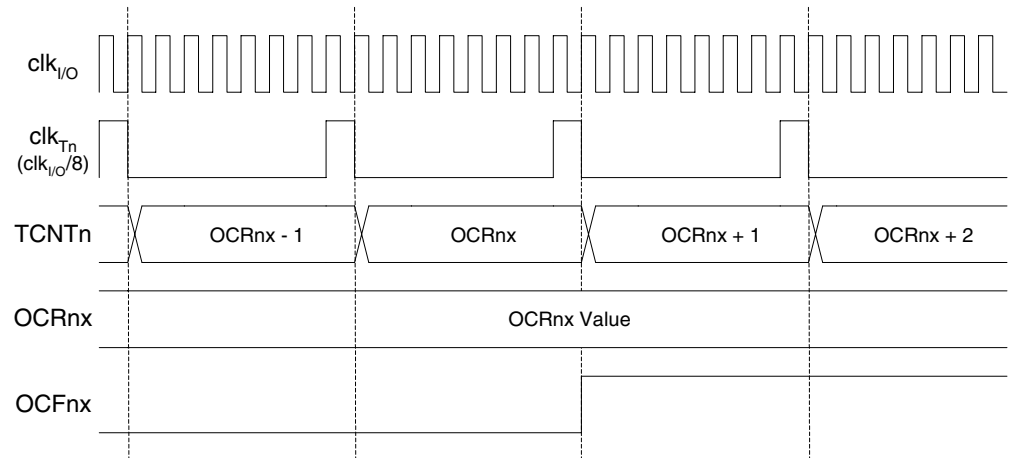 clkI/O
clkTn
(clkI/O/8)
TCNTn
OCRnx - 1
OCRnx
OCRnx + 1
OCRnx + 2
OCRnx
OCRnx Value
OCFnx